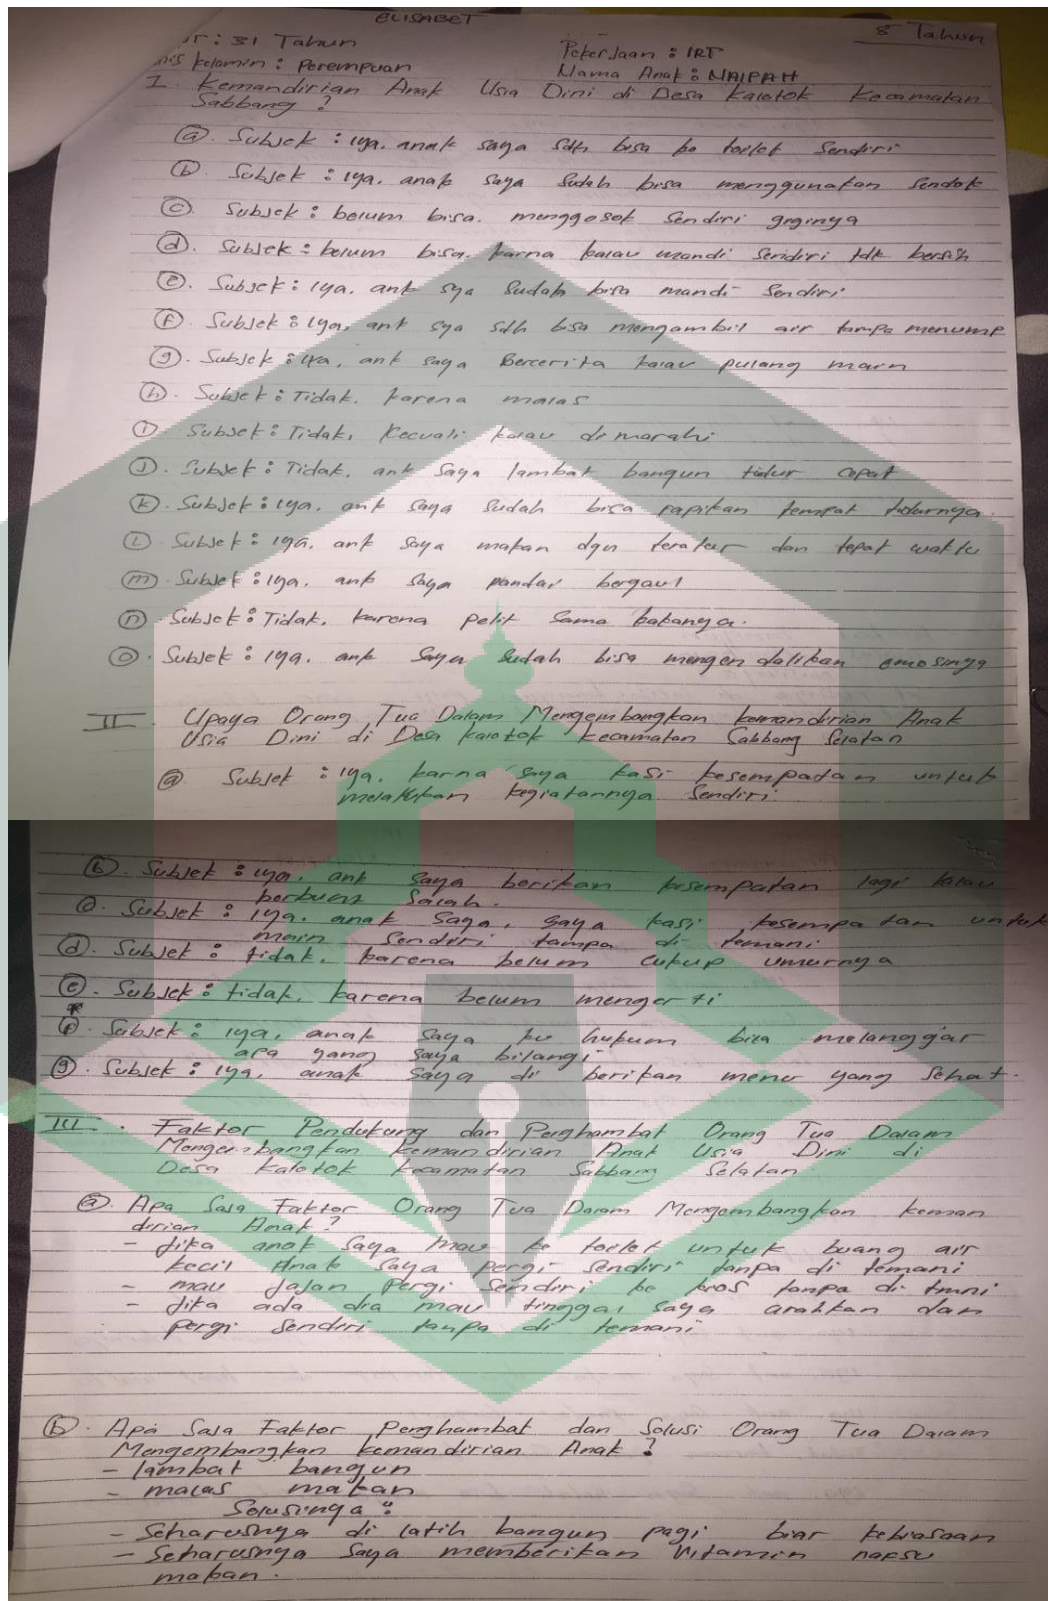 ELISABET
r: 31 Tahun
8 Tahun
Pekerjaan : IRT
nis kelamin : Perempuan
Nama Anak : NAIPAH
I. Kemandirian Anak Usia Dini di Desa Kalotok Kecamatan
Sabbang ?
(a). Subjek : iya. anak saya sdh bisa ke toilet Sendiri
(b). Subjek : iya. anak saya sudah bisa menggunakan Sendok
(c). Subjek : belum bisa. menggosok sendiri giginya
(d). Subjek : belum bisa. karna kalau mandi sendiri tdk bersih
(e). Subjek : iya. ank sya sudah bisa mandi sendiri
(f). Subjek : iya. ank sya sdh bisa mengambil air tampa menump
(g). Subjek : iya. ank saya Bercerita kalau pulang main
(h). Subjek : Tidak. karena malas
(i). Subjek : Tidak. kecuali kalau di marahi
(J). Subjek : Tidak. ank saya lambat bangun tidur cepat
(k). Subjek : iya. ank saya sudah bisa rapikan tempat tidurnya.
(L). Subjek : iya. ank saya makan dgn teratur dan tepat waktu
(m). Subjek : iya. ank saya pandai bergaul
(n). Subjek : Tidak. karena pelit sama kakanya.
(o). Subjek : iya. ank saya sudah bisa mengendalikan emosinya
II. Upaya Orang Tua Dalam Mengembangkan kemandirian Anak
Usia Dini di Desa Kalotok Kecamatan Sabbang Selatan
(a) Subjek : iya. karna saya kasi kesempadan untuk
melakukan kegiatannya sendiri.
(b). Subjek : iya. ank saya berikan kesempatan lagi kalau
berbuat salah.
(c). Subjek : iya. anak saya, saya kasi kesempatan untuk
main sendiri tampa di temani
(d). Subjek : tidak. karena belum cukup umurnya
(e). Subjek : tidak. karena belum mengerti
(f). Subjek : iya. anak saya ku hukum bila melanggar
apa yang saya bilangi
(g). Subjek : iya. anak saya di berikan menu yang sehat.
III. Faktor Pendukung dan Penghambat Orang Tua Dalam
Mengembangkan kemandirian Anak Usia Dini di
Desa Kalotok Kecamatan Sabbang Selatan
(a). Apa Saja Faktor Orang Tua Dalam Mengembangkan keman
dirian Anak ?
- Jika anak saya mau ke toilet untuk buang air
kecil Anak saya pergi sendiri tanpa di temani
- mau jajan pergi sendiri ke kios tanpa di tmni
- Jika ada dia mau tinggal saya arahkan dan
pergi sendiri tanpa di temani
(b). Apa Saja Faktor Penghambat dan Solusi Orang Tua Dalam
Mengembangkan kemandirian Anak ?
- lambat bangun
- malas makan
Solusinya :
- Seharusnya di latih bangun pagi biar kebiasaan
- Seharusnya saya memberikan vitamin nafsu
makan.